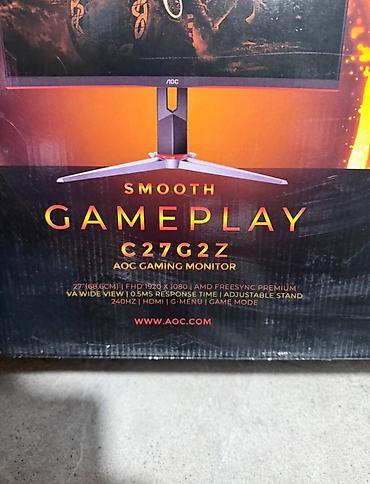 AOC
SMOOTH
GAMEPLAY
C27G2Z
AOC GAMING MONITOR
27"(68.6CM) | FHD 1920 X 1080 | AMD FREESYNC PREMIUM
VA WIDE VIEW | 0.5MS RESPONSE TIME | ADJUSTABLE STAND
240HZ | HDMI | G-MENU | GAME MODE
WWW.AOC.COM